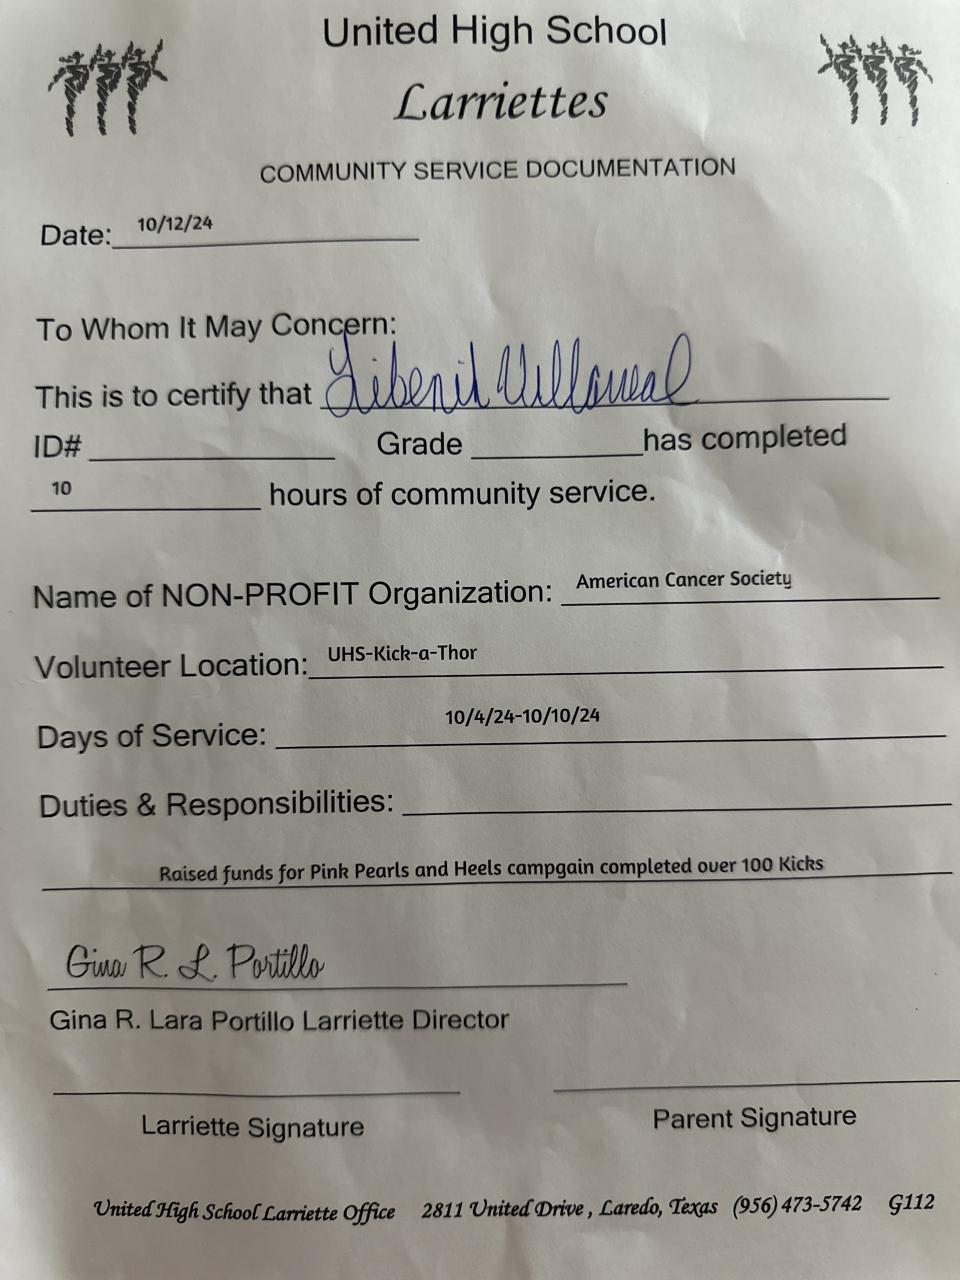 United High School
Larriettes
COMMUNITY SERVICE DOCUMENTATION
Date: 10/12/24
To Whom It May Concern:
This is to certify that Libenit Villarreal
ID# Grade has completed
10 hours of community service.
Name of NON-PROFIT Organization: American Cancer Society
Volunteer Location: UHS-Kick-a-Thor
Days of Service: 10/4/24-10/10/24
Duties & Responsibilities:
Raised funds for Pink Pearls and Heels campgain completed over 100 Kicks
Gina R. L. Portillo
Gina R. Lara Portillo Larriette Director
Larriette Signature Parent Signature
United High School Larriette Office 2811 United Drive, Laredo, Texas (956) 473-5742 G112